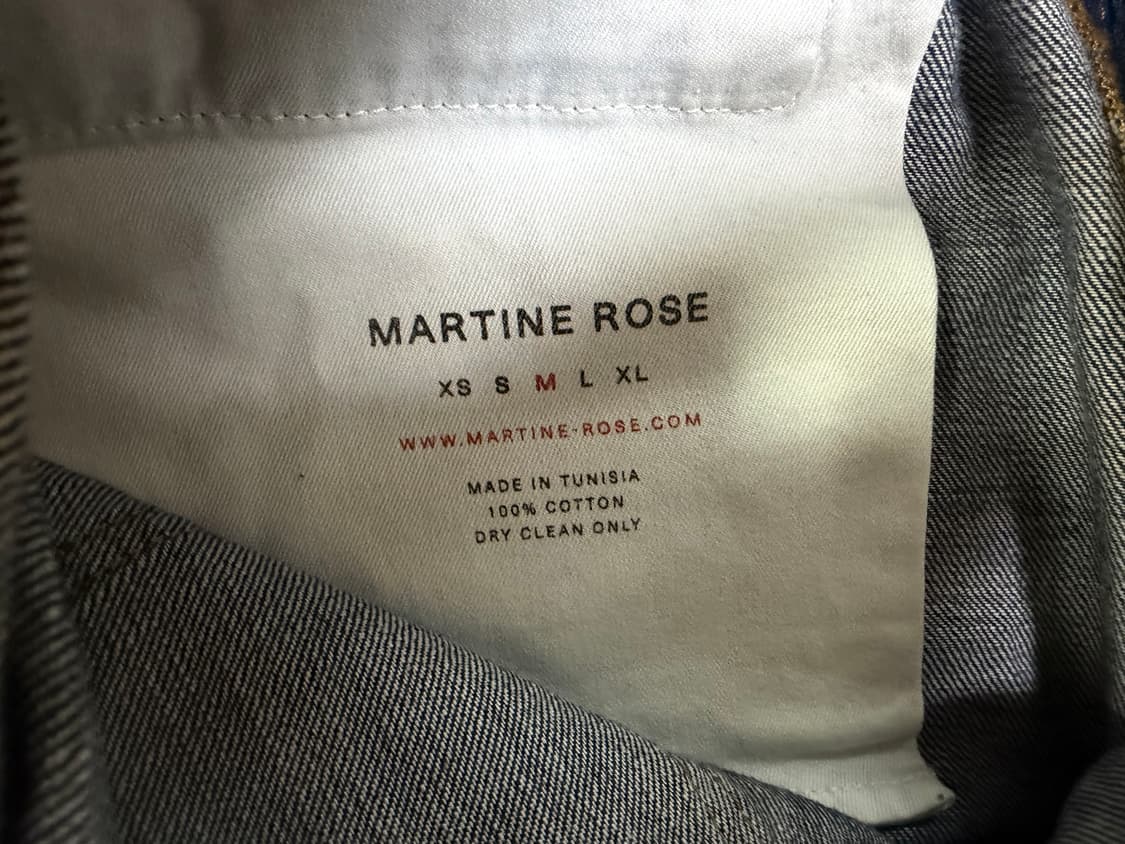 MARTINE ROSE
XS S M L XL
WWW.MARTINE-ROSE.COM
MADE IN TUNISIA
100% COTTON
DRY CLEAN ONLY